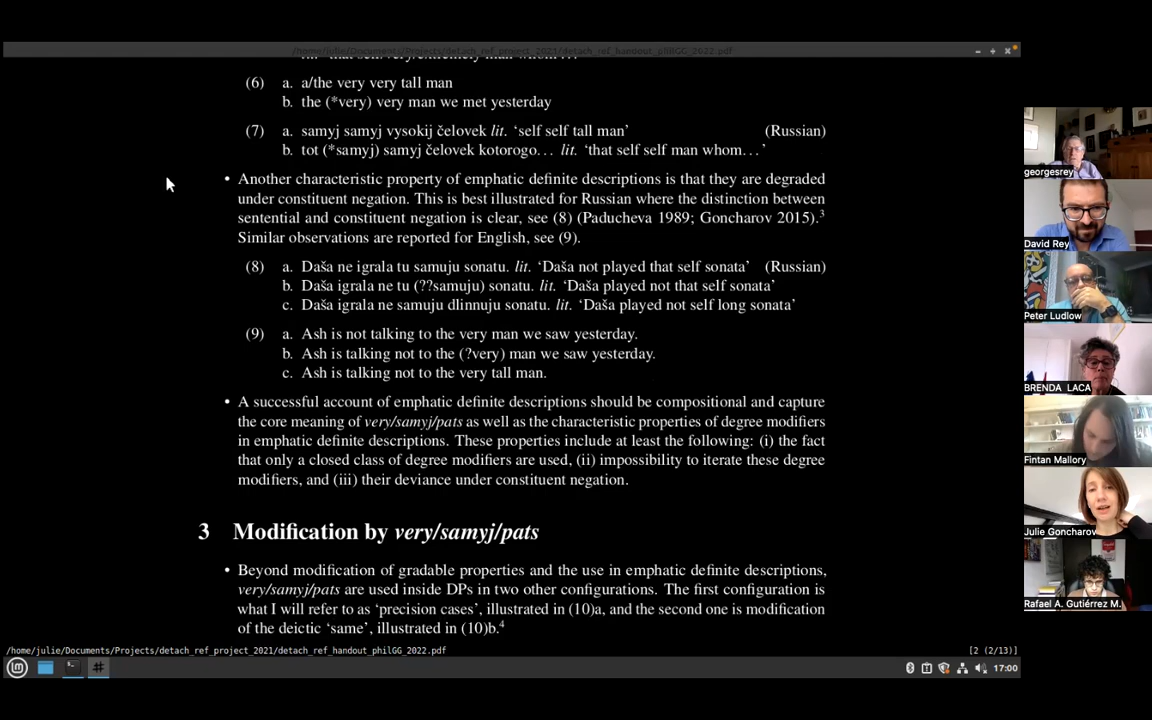 /home/julie/Documents/Projects/detach_ref_project_2021/detach_ref_handout_philGG_2022.pdf
(6) a. a/the very very tall man
b. the (*very) very man we met yesterday
(7) a. samyj samyj vysokij čelovek lit. ‘self self tall man’ (Russian)
b. tot (*samyj) samyj čelovek kotorogo… lit. ‘that self self man whom…’
• Another characteristic property of emphatic definite descriptions is that they are degraded
under constituent negation. This is best illustrated for Russian where the distinction between
sentential and constituent negation is clear, see (8) (Paducheva 1989; Goncharov 2015).3
Similar observations are reported for English, see (9).
(8) a. Daša ne igrala tu samuju sonatu. lit. ‘Daša not played that self sonata’ (Russian)
b. Daša igrala ne tu (??samuju) sonatu. lit. ‘Daša played not that self sonata’
c. Daša igrala ne samuju dlinnuju sonatu. lit. ‘Daša played not self long sonata’
(9) a. Ash is not talking to the very man we saw yesterday.
b. Ash is talking not to the (?very) man we saw yesterday.
c. Ash is talking not to the very tall man.
• A successful account of emphatic definite descriptions should be compositional and capture
the core meaning of very/samyj/pats as well as the characteristic properties of degree modifiers
in emphatic definite descriptions. These properties include at least the following: (i) the fact
that only a closed class of degree modifiers are used, (ii) impossibility to iterate these degree
modifiers, and (iii) their deviance under constituent negation.
3 Modification by very/samyj/pats
• Beyond modification of gradable properties and the use in emphatic definite descriptions,
very/samyj/pats are used inside DPs in two other configurations. The first configuration is
what I will refer to as ‘precision cases’, illustrated in (10)a, and the second one is modification
of the deictic ‘same’, illustrated in (10)b.4
/home/julie/Documents/Projects/detach_ref_project_2021/detach_ref_handout_philGG_2022.pdf [2 (2/13)]
17:00
georgesrey
David Rey
Peter Ludlow
BRENDA LACA
Fintan Mallory
Julie Goncharov
Rafael A. Gutiérrez M.